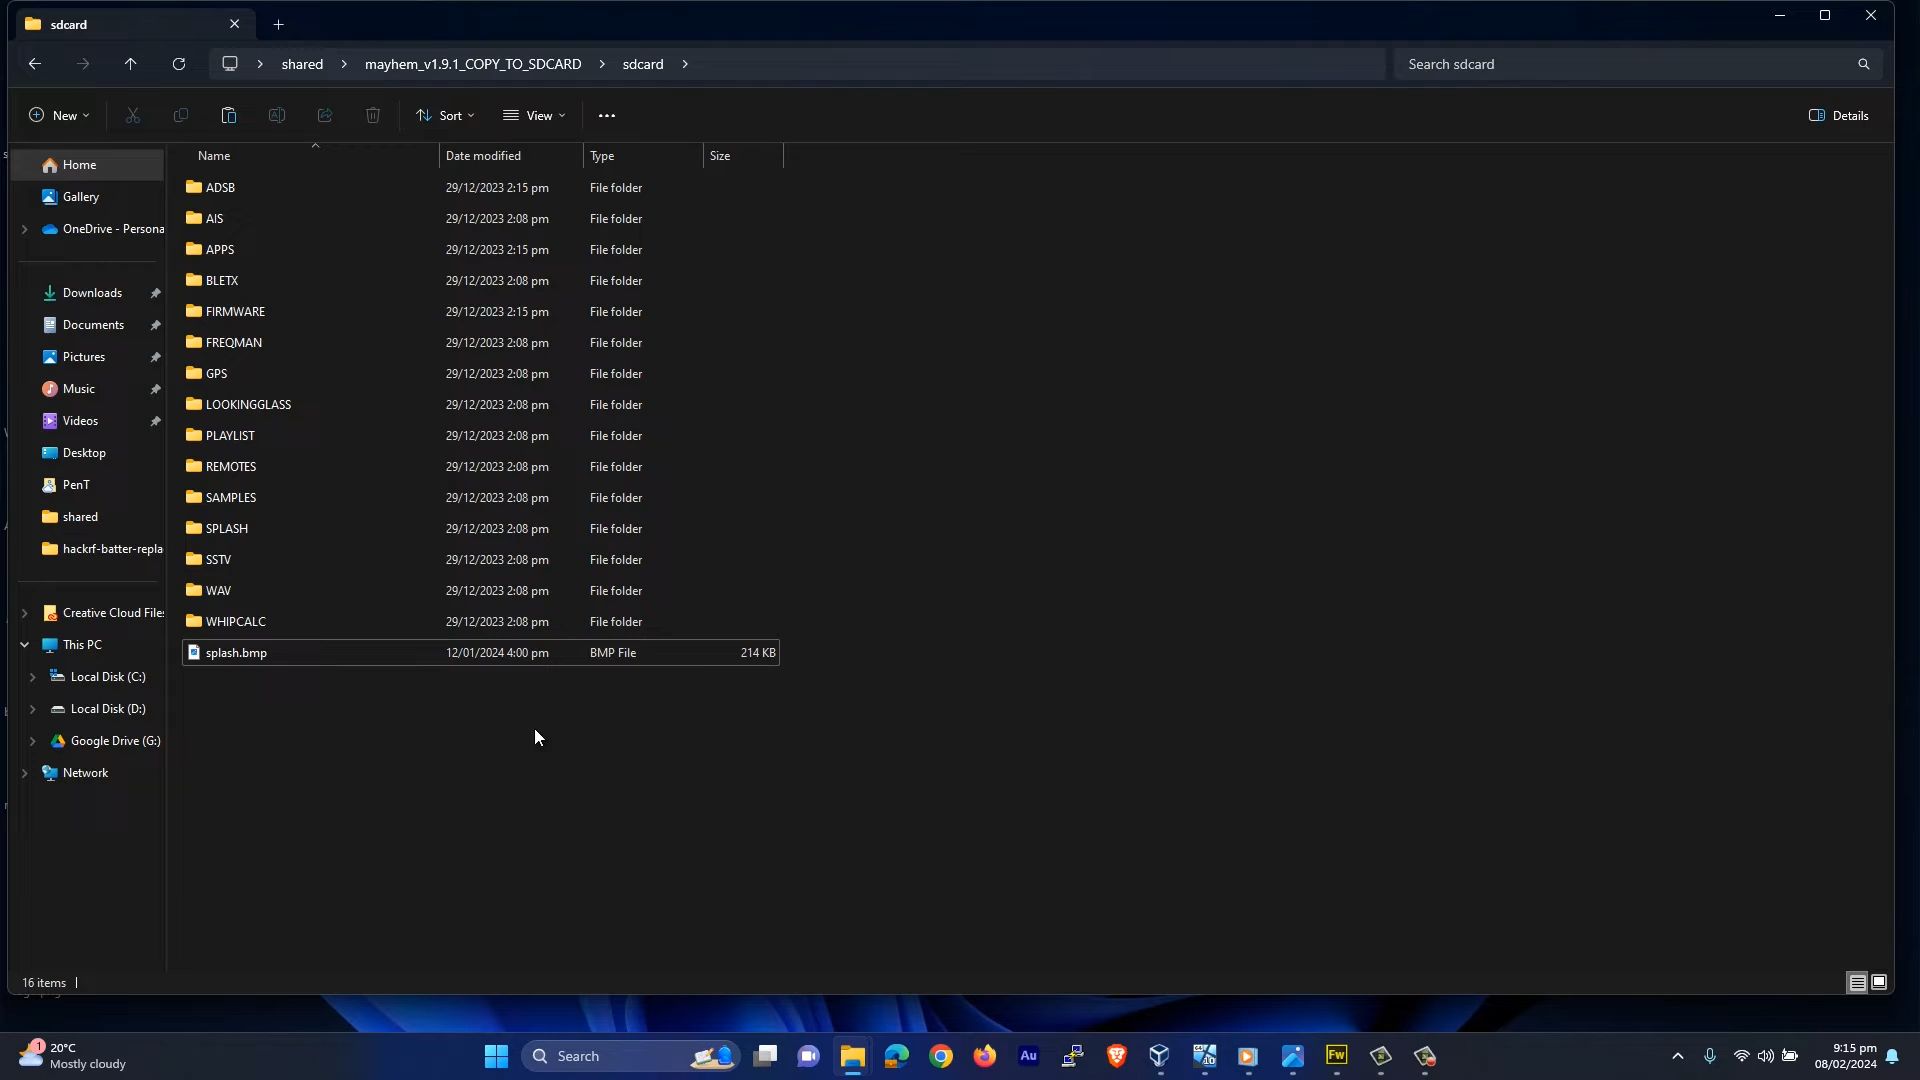 sdcard
shared
mayhem_v1.9.1_COPY_TO_SDCARD
sdcard
Search sdcard
New
Sort
View
Details
Name Date modified Type Size
Home
Gallery
OneDrive - Persona
Downloads
Documents
Pictures
Music
Videos
Desktop
PenT
shared
hackrf-batter-repla
Creative Cloud Files
This PC
Local Disk (C:)
Local Disk (D:)
Google Drive (G:)
Network
ADSB 29/12/2023 2:15 pm File folder
AIS 29/12/2023 2:08 pm File folder
APPS 29/12/2023 2:15 pm File folder
BLETX 29/12/2023 2:08 pm File folder
FIRMWARE 29/12/2023 2:15 pm File folder
FREQMAN 29/12/2023 2:08 pm File folder
GPS 29/12/2023 2:08 pm File folder
LOOKINGGLASS 29/12/2023 2:08 pm File folder
PLAYLIST 29/12/2023 2:08 pm File folder
REMOTES 29/12/2023 2:08 pm File folder
SAMPLES 29/12/2023 2:08 pm File folder
SPLASH 29/12/2023 2:08 pm File folder
SSTV 29/12/2023 2:08 pm File folder
WAV 29/12/2023 2:08 pm File folder
WHIPCALC 29/12/2023 2:08 pm File folder
splash.bmp 12/01/2024 4:00 pm BMP File 214 KB
16 items
1
20°C
Mostly cloudy
Search
Au
Fw
9:15 pm
08/02/2024